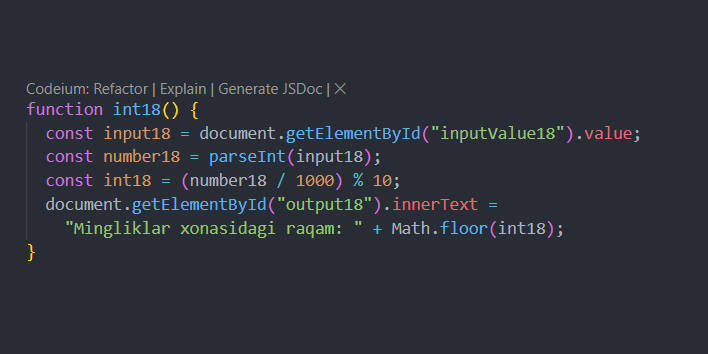 Codeium: Refactor | Explain | Generate JSDoc | ✕
function int18() {
  const input18 = document.getElementById("inputValue18").value;
  const number18 = parseInt(input18);
  const int18 = (number18 / 1000) % 10;
  document.getElementById("output18").innerText =
    "Mingliklar xonasidagi raqam: " + Math.floor(int18);
}